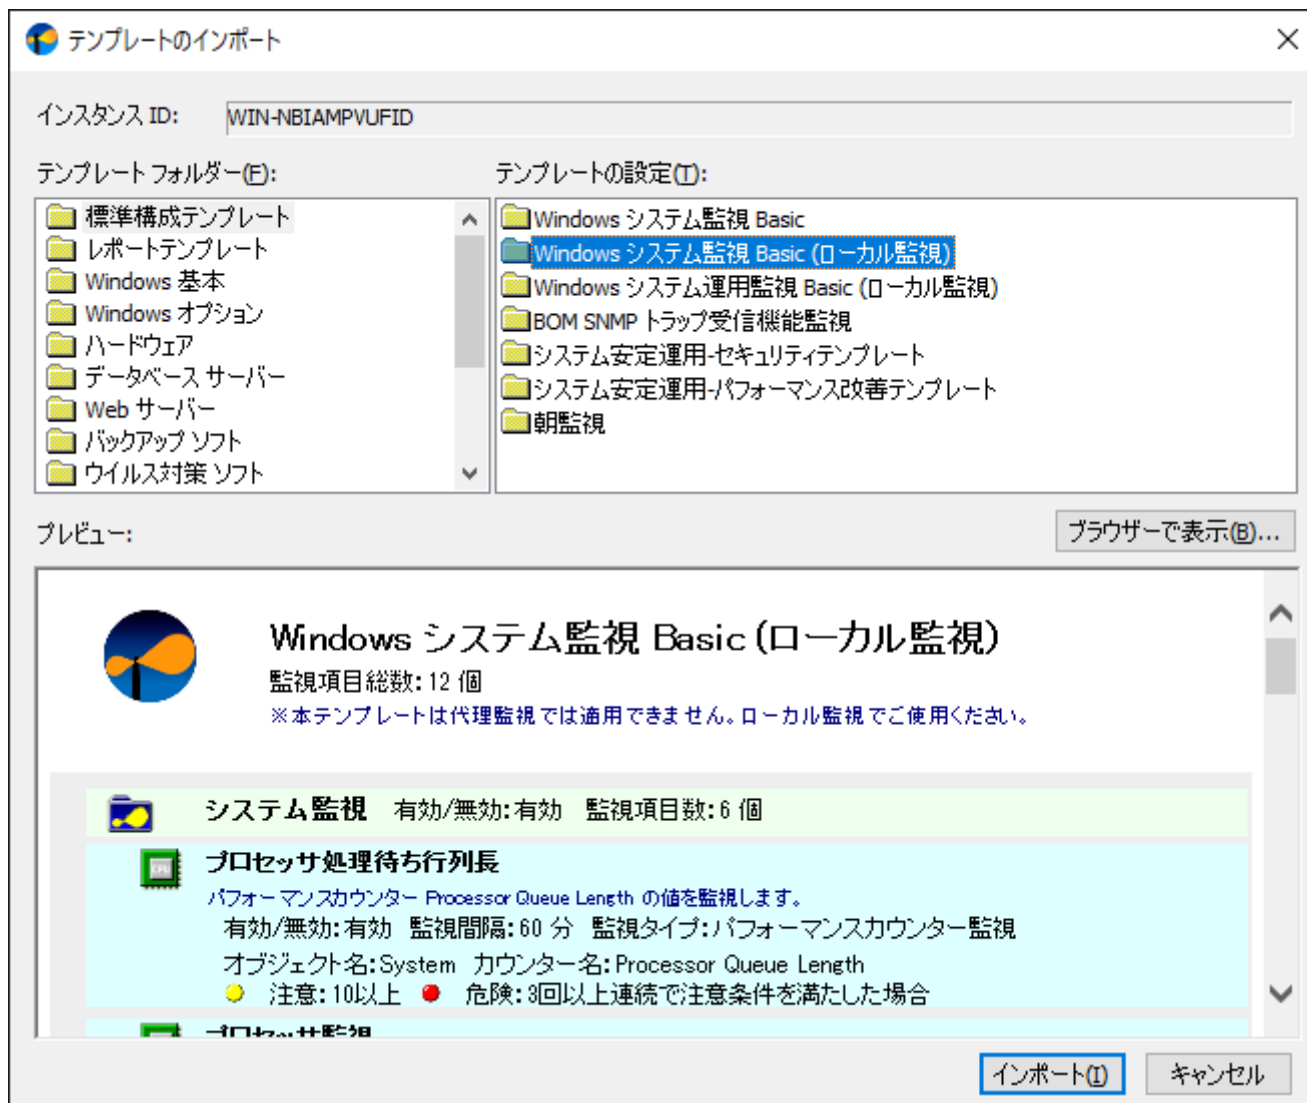 テンプレートのインポート
インスタンス ID: WIN-NBIAMPVUFID
テンプレート フォルダー(F):
標準構成テンプレート
レポートテンプレート
Windows 基本
Windows オプション
ハードウェア
データベース サーバー
Web サーバー
バックアップ ソフト
ウイルス対策 ソフト
テンプレートの設定(T):
Windows システム監視 Basic
Windows システム監視 Basic (ローカル監視)
Windows システム運用監視 Basic (ローカル監視)
BOM SNMP トラップ受信機能監視
システム安定運用-セキュリティテンプレート
システム安定運用-パフォーマンス改善テンプレート
朝監視
プレビュー:
ブラウザーで表示(B)...
Windows システム監視 Basic (ローカル監視)
監視項目総数: 12 個
※本テンプレートは代理監視では適用できません。ローカル監視でご使用ください。
システム監視 有効/無効:有効 監視項目数:6 個
プロセッサ処理待ち行列長
パフォーマンスカウンター Processor Queue Length の値を監視します。
有効/無効:有効 監視間隔:60 分 監視タイプ:パフォーマンスカウンター監視
オブジェクト名:System カウンター名:Processor Queue Length
注意: 10以上 危険: 3回以上連続で注意条件を満たした場合
プロセッサ監視
インポート(I)
キャンセル